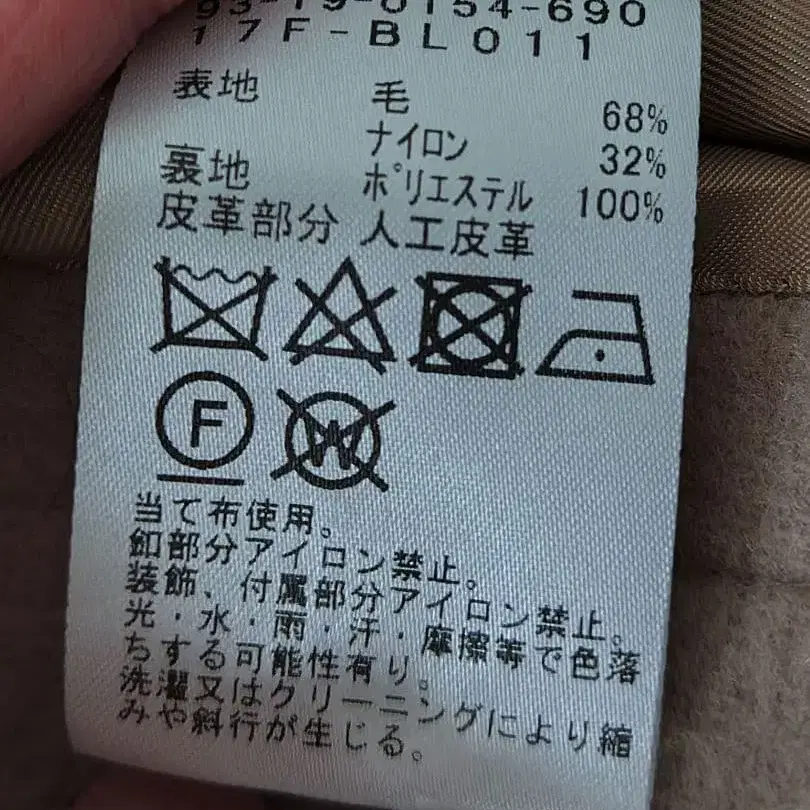 93-19-0154-690
17F-BL011
表地 毛 68%
ナイロン 32%
裏地 ポリエステル 100%
皮革部分 人工皮革
F W
当て布使用。
釦部分アイロン禁止。
装飾、付属部分アイロン禁止。
光・水・雨・汗・摩擦等で色落
ちする可能性有り。
洗濯又はクリーニングにより縮
みや斜行が生じる。